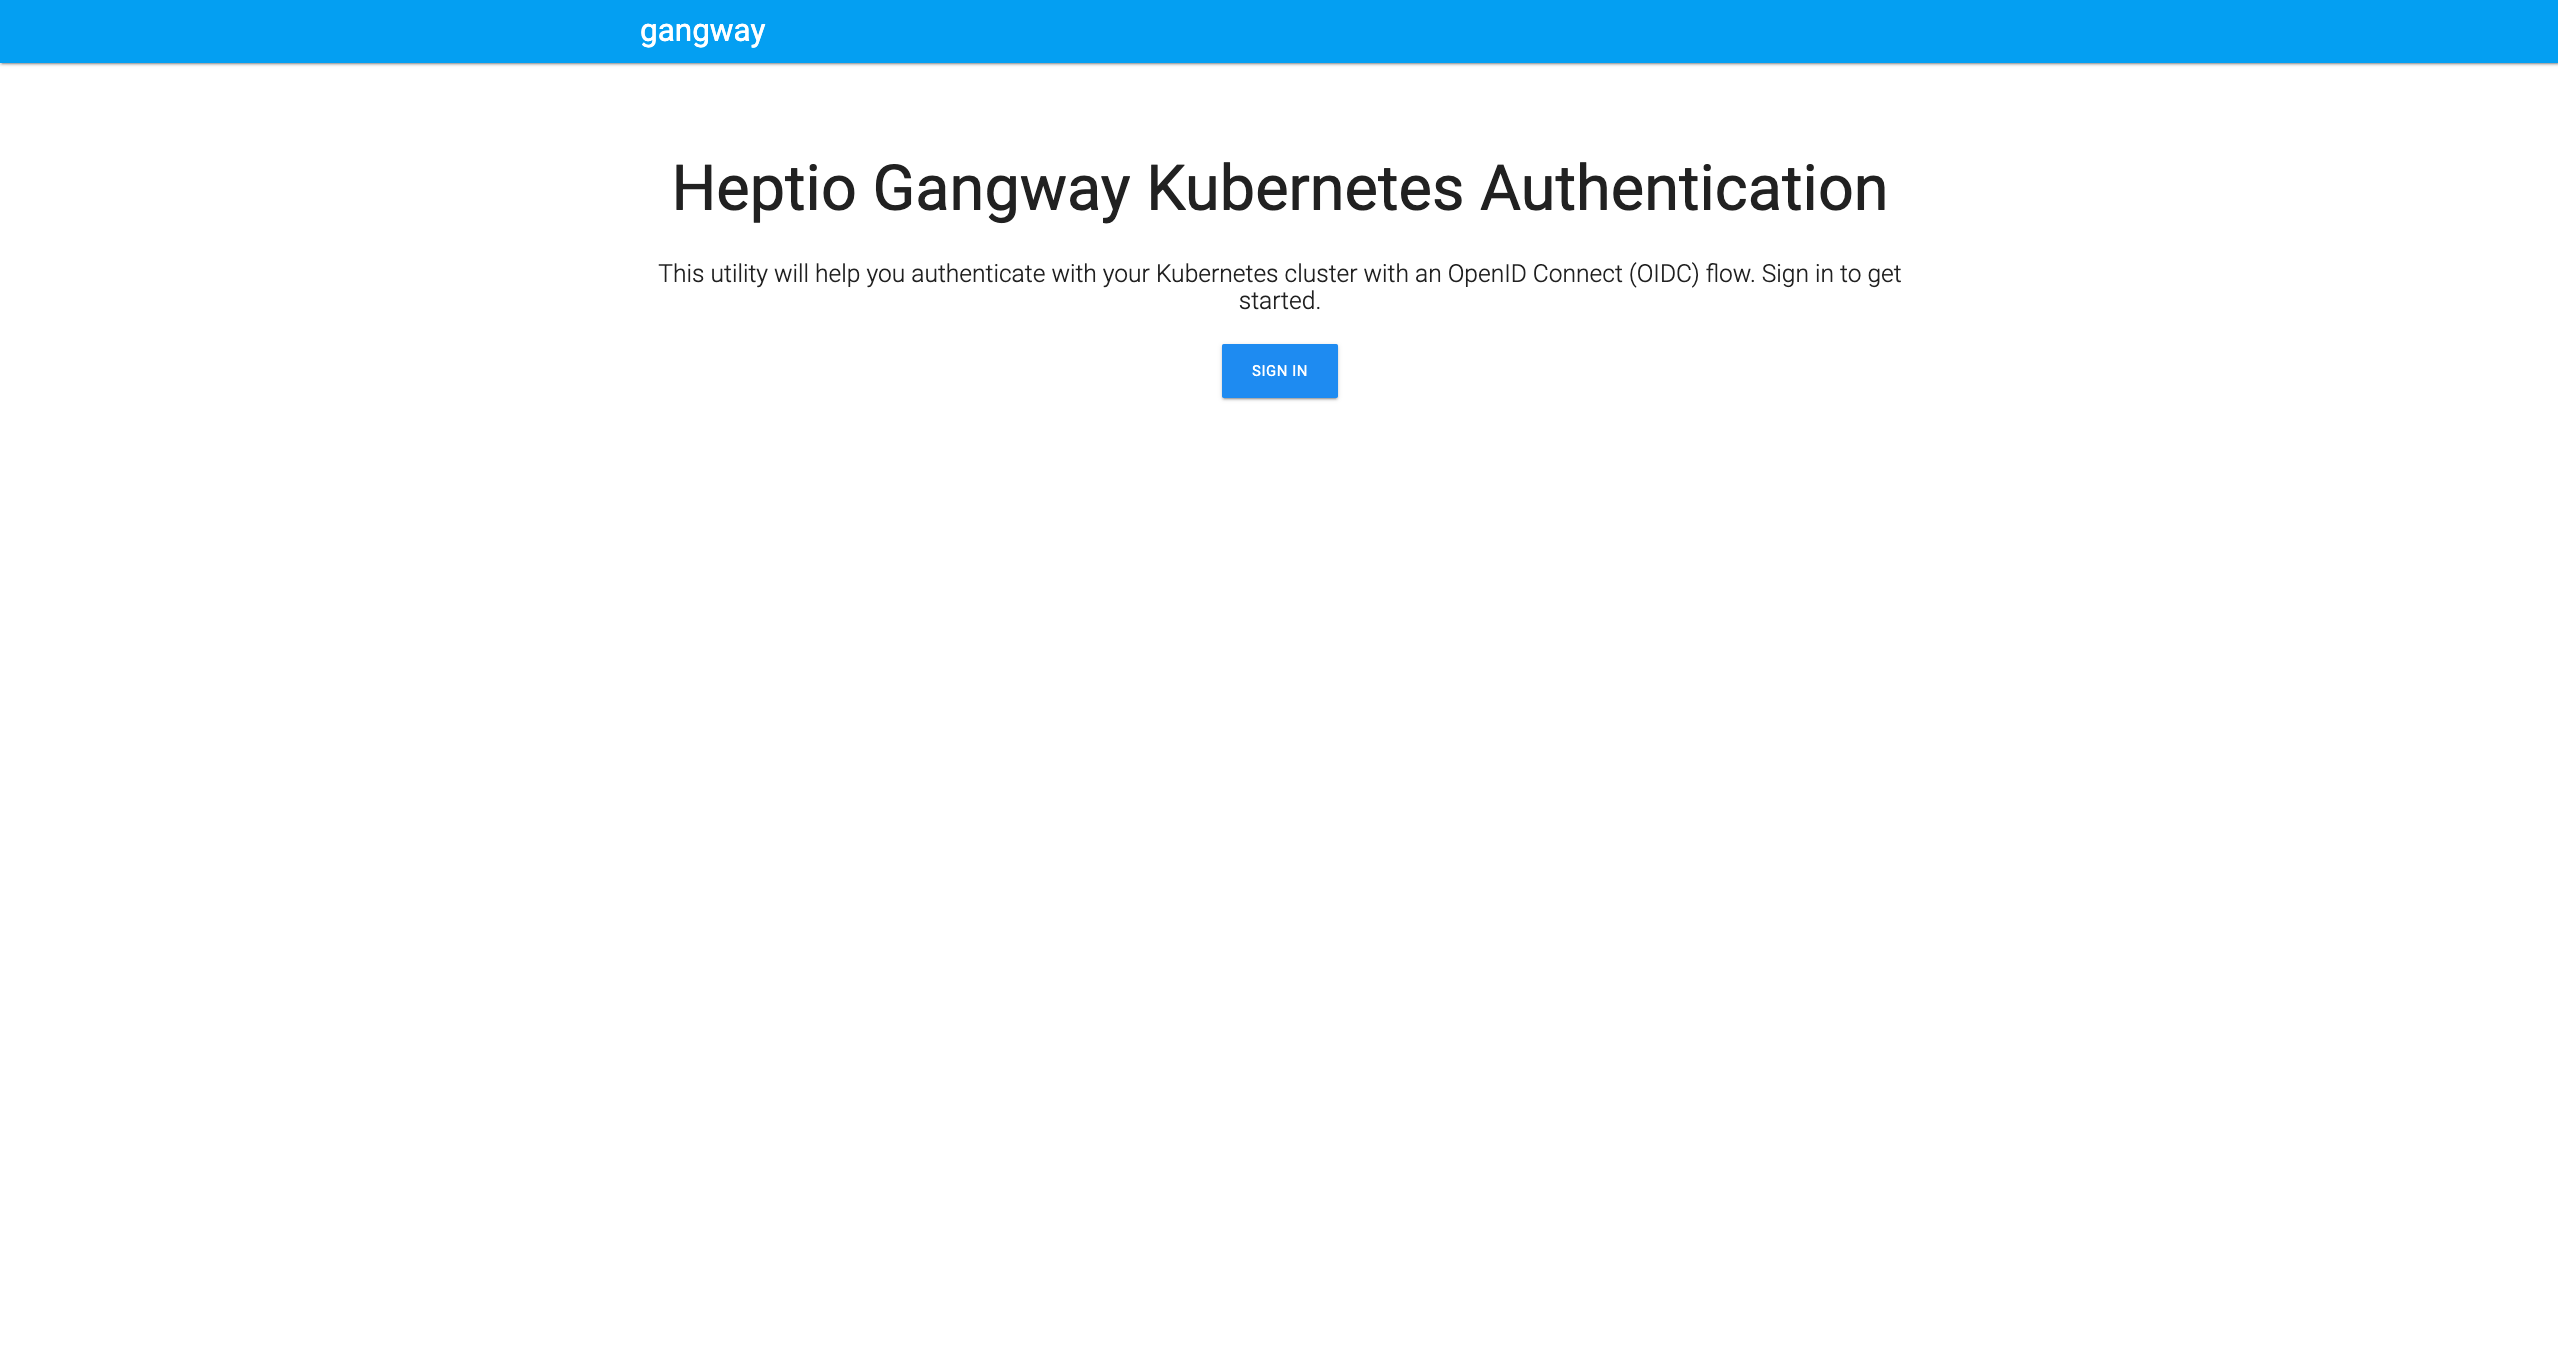 gangway
Heptio Gangway Kubernetes Authentication
This utility will help you authenticate with your Kubernetes cluster with an OpenID Connect (OIDC) flow. Sign in to get
started.
SIGN IN